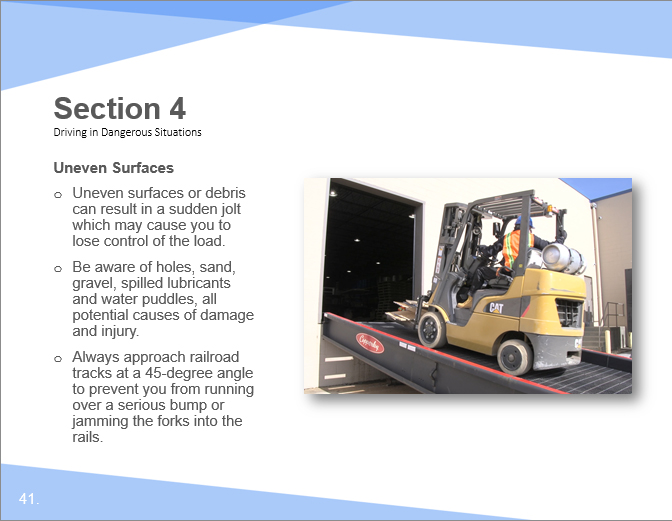 Section 4
Driving in Dangerous Situations
Uneven Surfaces
o Uneven surfaces or debris
can result in a sudden jolt
which may cause you to
lose control of the load.
o Be aware of holes, sand,
gravel, spilled lubricants
and water puddles, all
potential causes of damage
and injury.
o Always approach railroad
tracks at a 45-degree angle
to prevent you from running
over a serious bump or
jamming the forks into the
rails.
CAT
Copperloy
41.